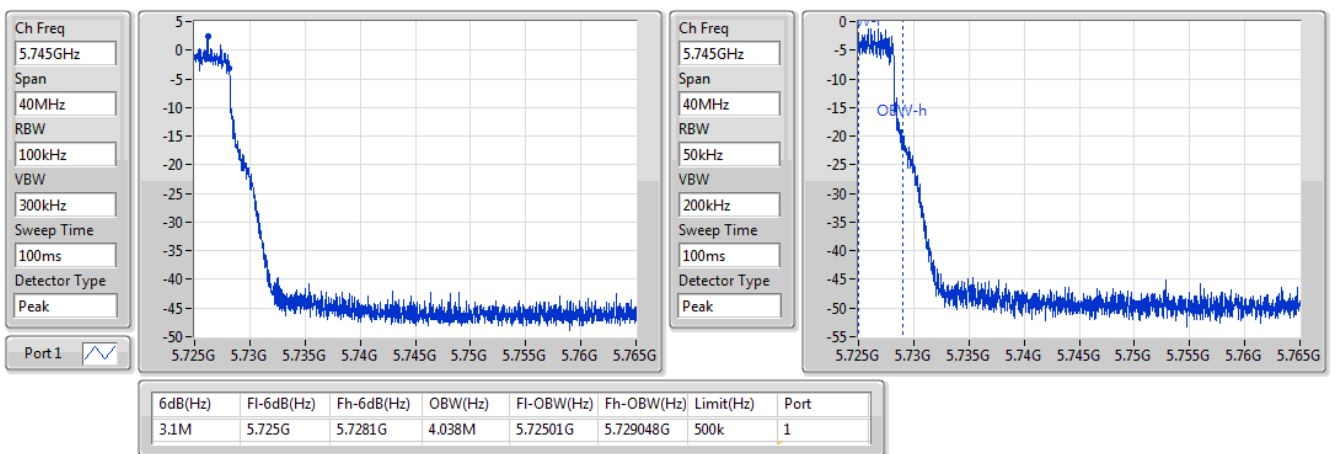 Ch Freq
5.745GHz
Span
40MHz
RBW
100kHz
VBW
300kHz
Sweep Time
100ms
Detector Type
Peak
Port 1
5
0
-5
-10
-15
-20
-25
-30
-35
-40
-45
-50
5.725G 5.73G 5.735G 5.74G 5.745G 5.75G 5.755G 5.76G 5.765G
Ch Freq
5.745GHz
Span
40MHz
RBW
50kHz
VBW
200kHz
Sweep Time
100ms
Detector Type
Peak
0
-5
-10
-15
-20
-25
-30
-35
-40
-45
-50
-55
OBW-h
5.725G 5.73G 5.735G 5.74G 5.745G 5.75G 5.755G 5.76G 5.765G
6dB(Hz) Fl-6dB(Hz) Fh-6dB(Hz) OBW(Hz) Fl-OBW(Hz) Fh-OBW(Hz) Limit(Hz) Port
3.1M 5.725G 5.7281G 4.038M 5.72501G 5.729048G 500k 1